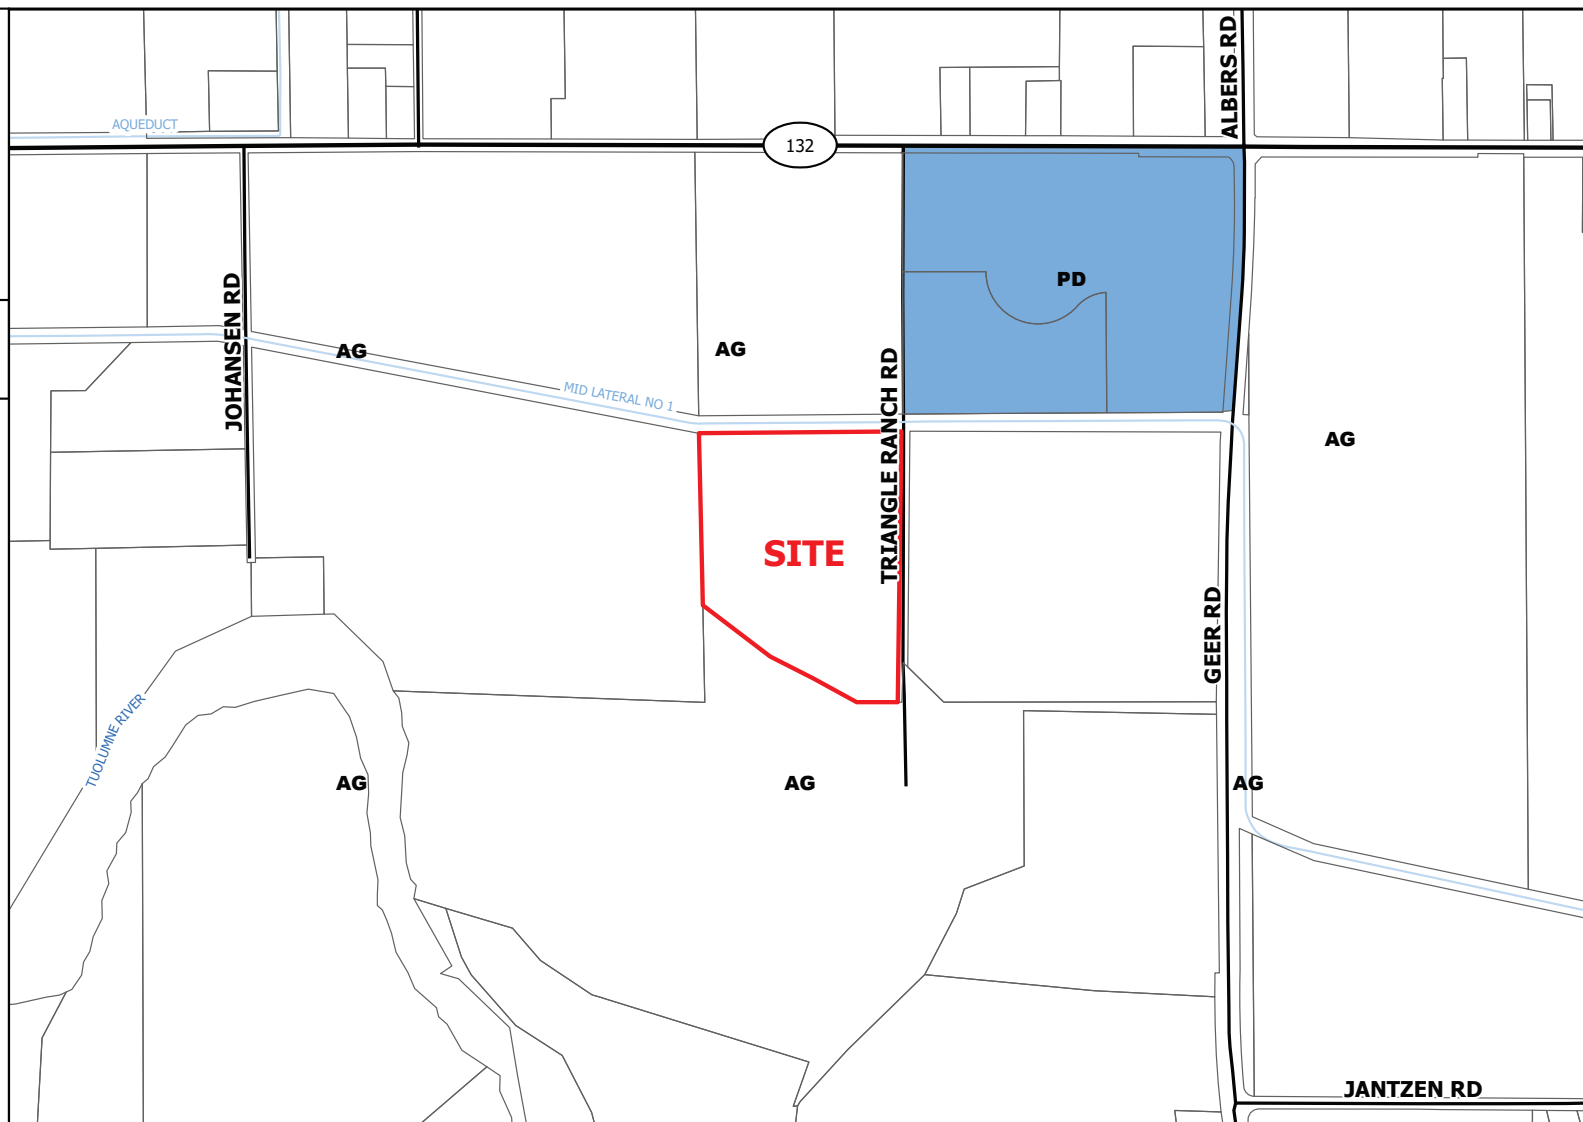 ALBERS RD
AQUEDUCT
132
JOHANSEN RD
PD
AG
AG
TRIANGLE RANCH RD
MID LATERAL NO 1
AG
SITE
GEER RD
TUOLUMNE RIVER
AG
AG
AG
JANTZEN RD